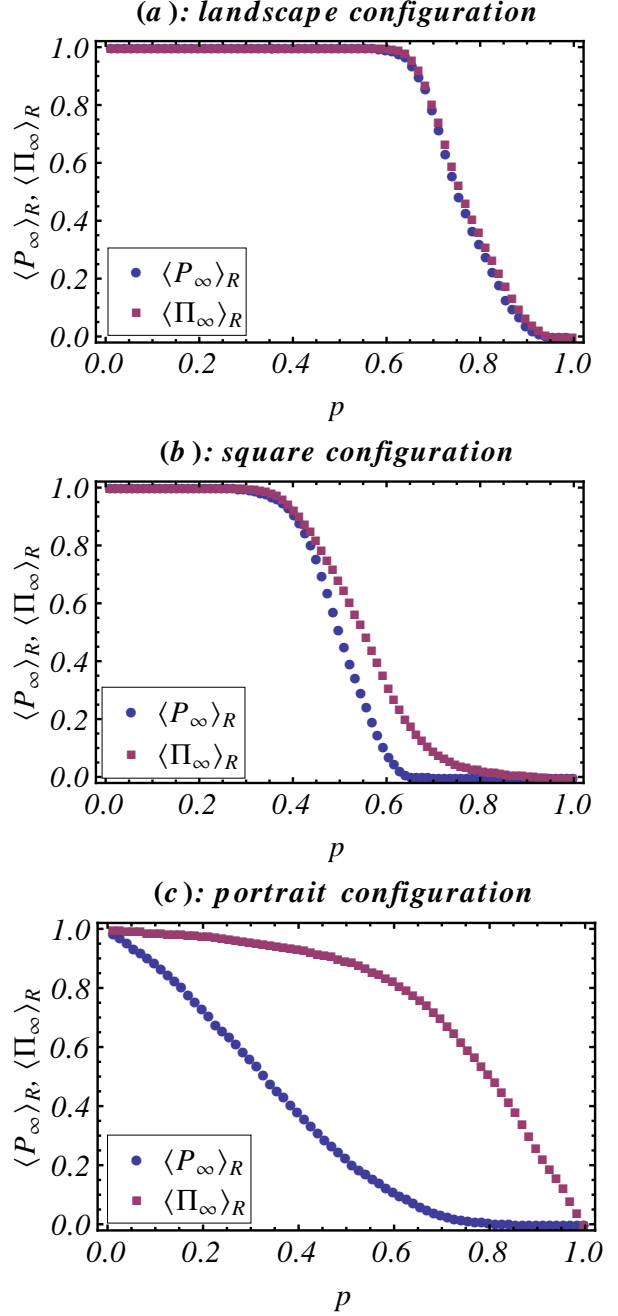 (a): landscape configuration
1.0
0.8
0.6
0.4
0.2
0.0
⟨P∞⟩R, ⟨Π∞⟩R
⟨P∞⟩R
⟨Π∞⟩R
0.0 0.2 0.4 0.6 0.8 1.0
p
(b): square configuration
1.0
0.8
0.6
0.4
0.2
0.0
⟨P∞⟩R, ⟨Π∞⟩R
⟨P∞⟩R
⟨Π∞⟩R
0.0 0.2 0.4 0.6 0.8 1.0
p
(c): portrait configuration
1.0
0.8
0.6
0.4
0.2
0.0
⟨P∞⟩R, ⟨Π∞⟩R
⟨P∞⟩R
⟨Π∞⟩R
0.0 0.2 0.4 0.6 0.8 1.0
p